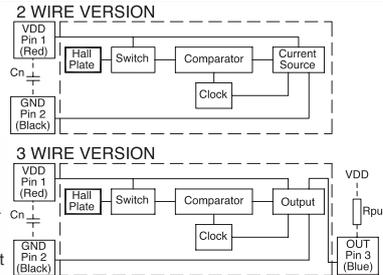 2 WIRE VERSION
VDD
Pin 1
(Red)
Cn
GND
Pin 2
(Black)
Hall
Plate
Switch
Comparator
Current
Source
Clock
3 WIRE VERSION
VDD
Pin 1
(Red)
Cn
GND
Pin 2
(Black)
Hall
Plate
Switch
Comparator
Output
Clock
VDD
Rpu
OUT
Pin 3
(Blue)